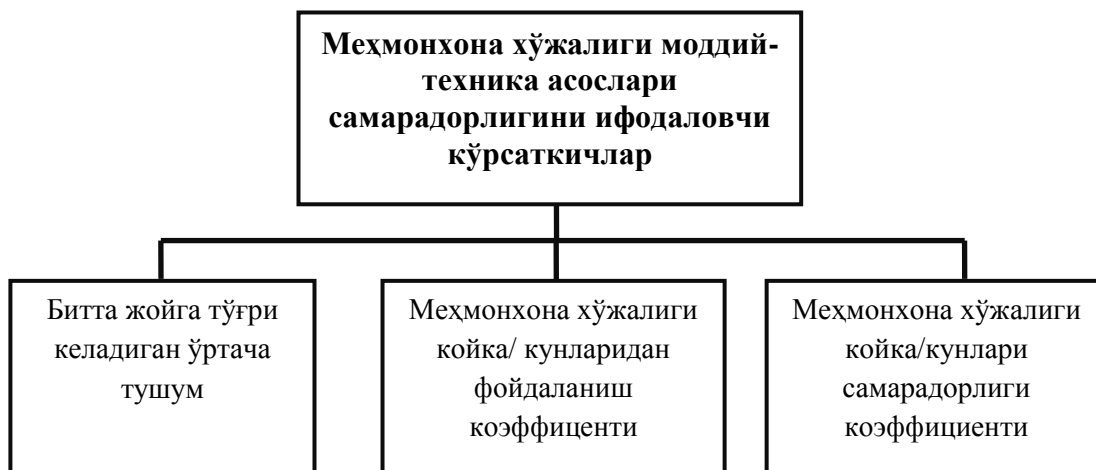 Меҳмонхона хўжалиги моддий-
техника асослари
самарадорлигини ифодаловчи
кўрсаткичлар
Битта жойга тўғри
келадиган ўртача
тушум
Меҳмонхона хўжалиги
койка/ кунларидан
фойдаланиш
коэффиценти
Меҳмонхона хўжалиги
койка/кунлари
самарадорлиги
коэффициенти